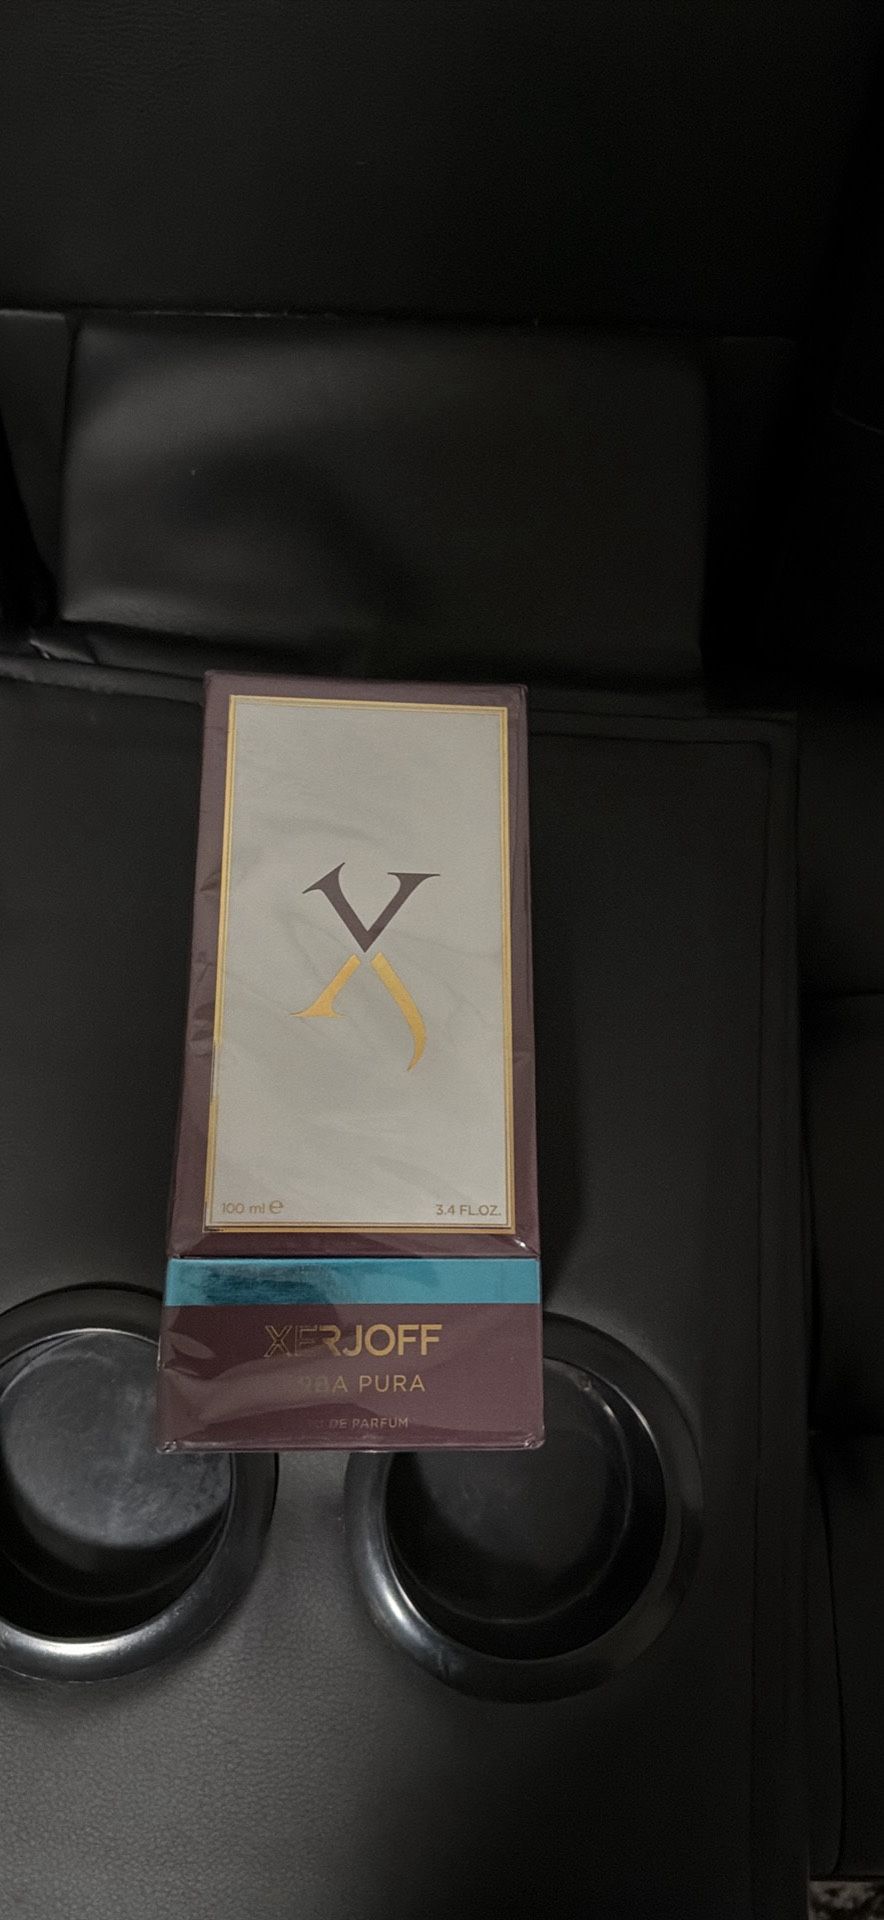 X
100 ml e
3.4 FL.OZ.
XERJOFF
PURA
DE PARFUM